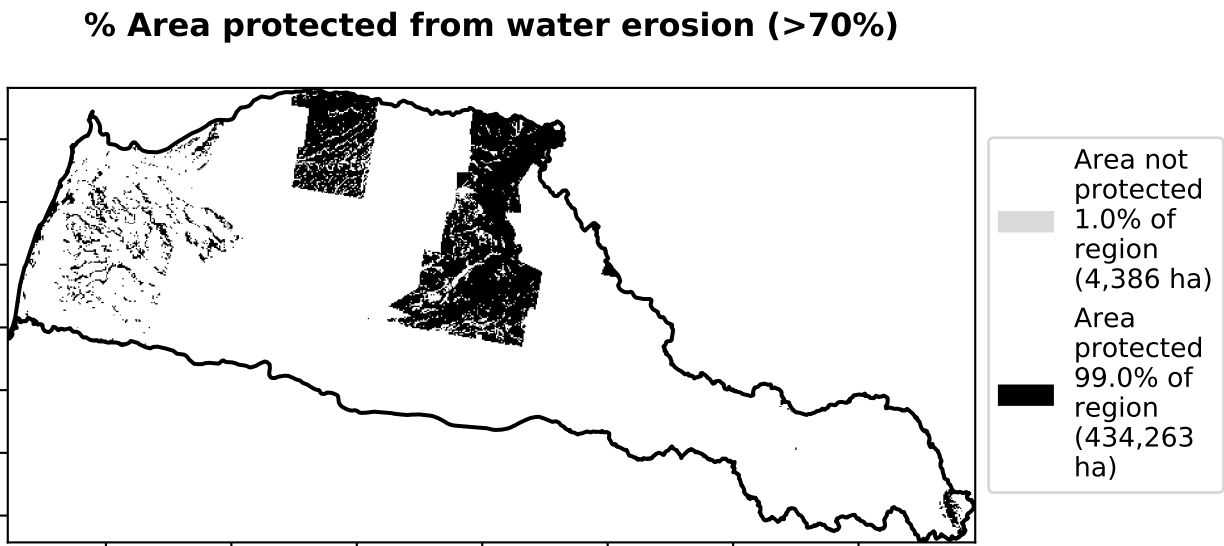 % Area protected from water erosion (>70%)
Area not
protected
1.0% of
region
(4,386 ha)
Area
protected
99.0% of
region
(434,263
ha)